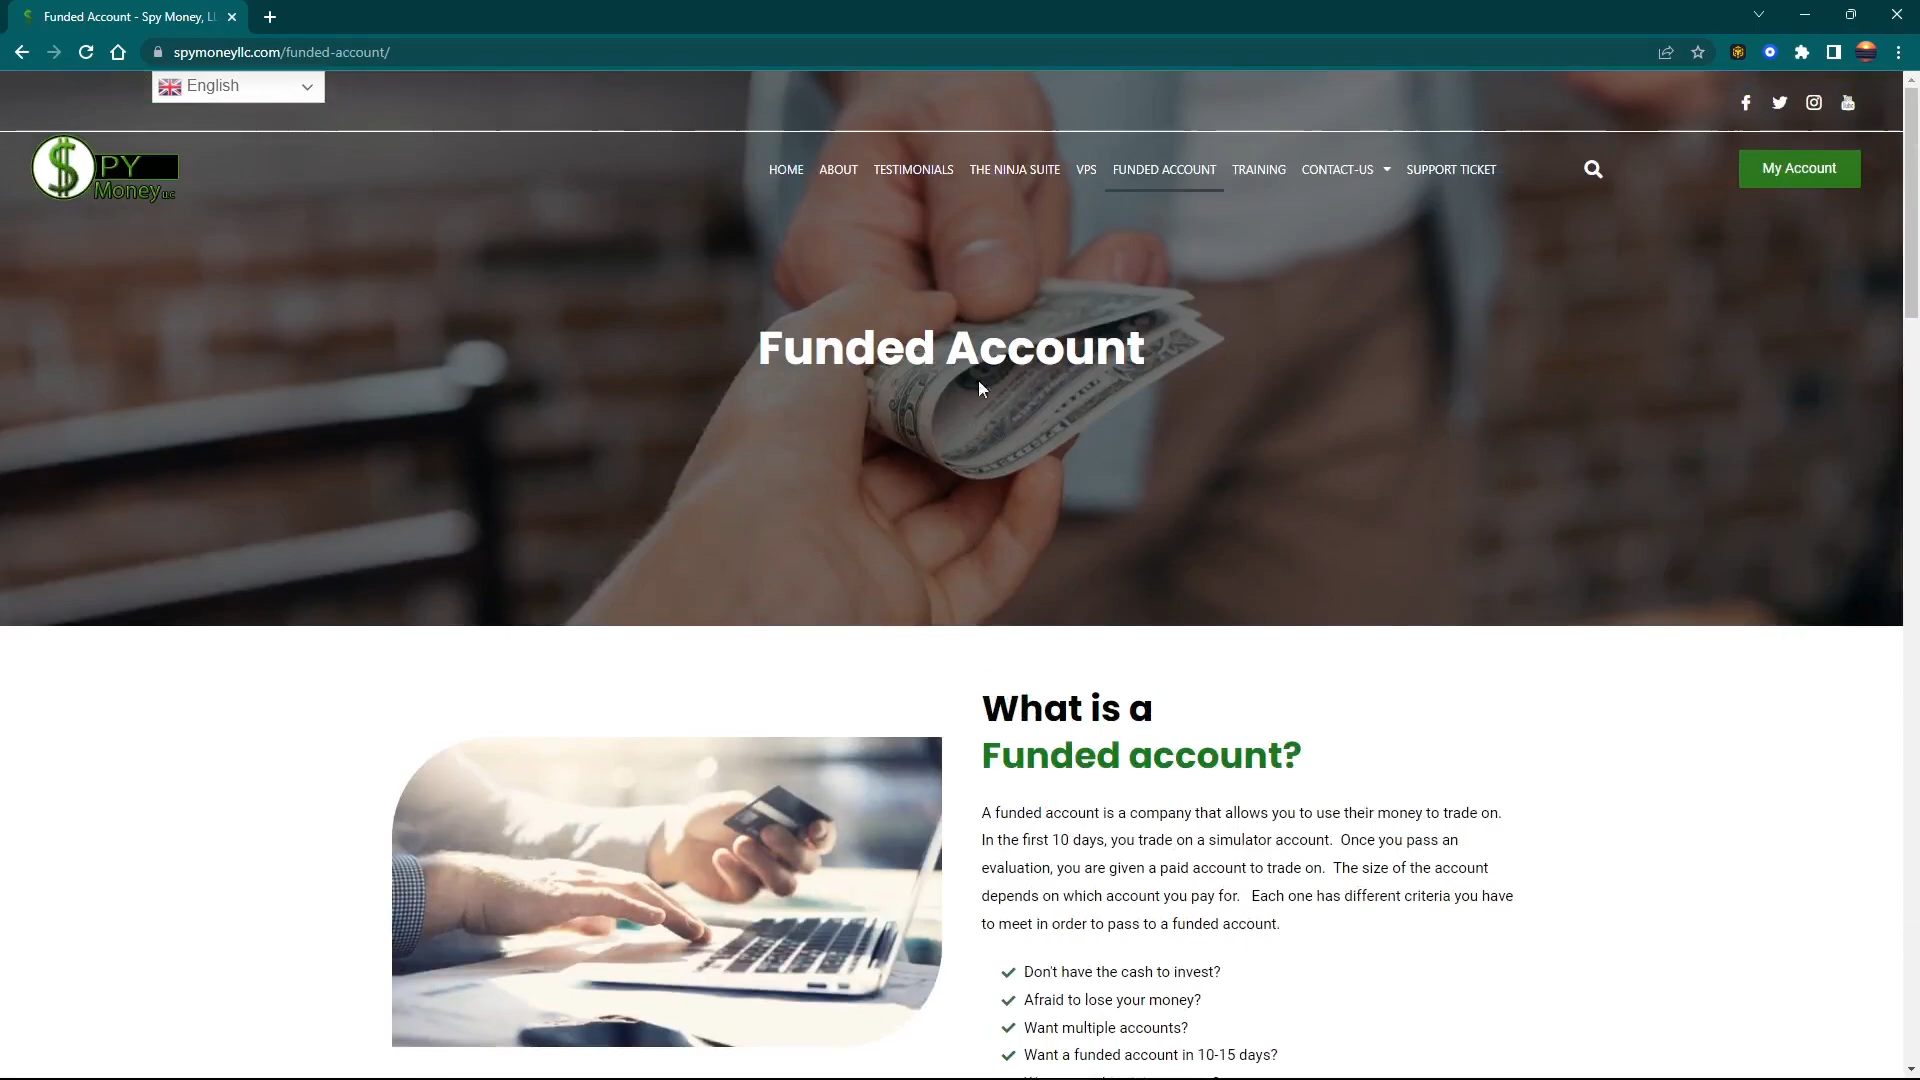 Funded Account - Spy Money, LL
spymoneyllc.com/funded-account/
English
$PY
Money LLC
HOME ABOUT TESTIMONIALS THE NINJA SUITE VPS FUNDED ACCOUNT TRAINING CONTACT-US SUPPORT TICKET
My Account
Funded Account
What is a
Funded account?
A funded account is a company that allows you to use their money to trade on.
In the first 10 days, you trade on a simulator account. Once you pass an
evaluation, you are given a paid account to trade on. The size of the account
depends on which account you pay for. Each one has different criteria you have
to meet in order to pass to a funded account.
Don't have the cash to invest?
Afraid to lose your money?
Want multiple accounts?
Want a funded account in 10-15 days?